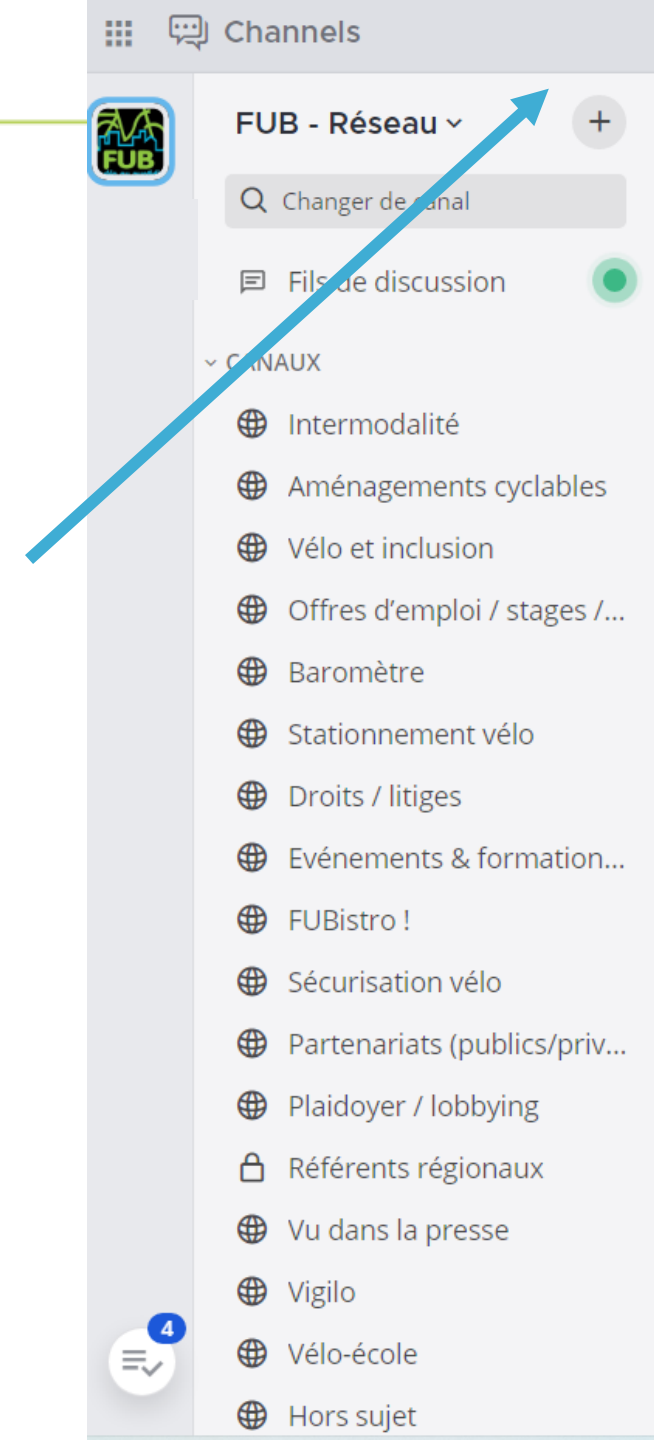 Channels
FUB
FUB - Réseau
Changer de canal
Fils de discussion
CANAUX
Intermodalité
Aménagements cyclables
Vélo et inclusion
Offres d’emploi / stages /...
Baromètre
Stationnement vélo
Droits / litiges
Evénements & formation...
FUBistro !
Sécurisation vélo
Partenariats (publics/priv...
Plaidoyer / lobbying
Référents régionaux
Vu dans la presse
Vigilo
4
Vélo-école
Hors sujet